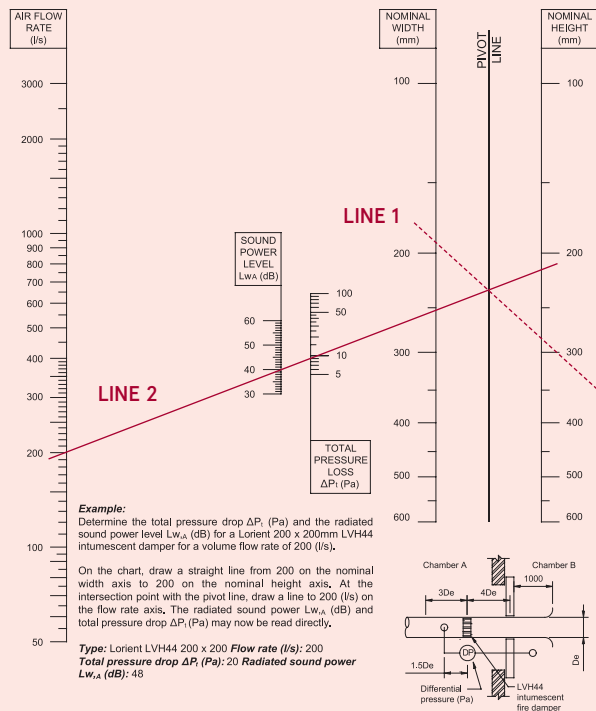 AIR FLOW
RATE
(l/s)
3000
2000
1000
900
800
700
600
500
400
300
200
100
50
SOUND
POWER
LEVEL
LwA (dB)
60
50
40
30
100
50
10
5
TOTAL
PRESSURE
LOSS
ΔPt (Pa)
NOMINAL
WIDTH
(mm)
100
200
300
400
500
600
PIVOT
LINE
NOMINAL
HEIGHT
(mm)
100
200
300
400
500
600
LINE 1
LINE 2
Example:
Determine the total pressure drop ΔPt (Pa) and the radiated
sound power level Lw,A (dB) for a Lorient 200 x 200mm LVH44
intumescent damper for a volume flow rate of 200 (l/s).
On the chart, draw a straight line from 200 on the nominal
width axis to 200 on the nominal height axis. At the
intersection point with the pivot line, draw a line to 200 (l/s) on
the flow rate axis. The radiated sound power Lw,A (dB) and
total pressure drop ΔPt (Pa) may now be read directly.
Type: Lorient LVH44 200 x 200 Flow rate (l/s): 200
Total pressure drop ΔPt (Pa): 20 Radiated sound power
Lw,A (dB): 48
Chamber A
Chamber B
1000
3De
4De
De
DP
1.5De
Differential
pressure (Pa)
LVH44
intumescent
fire damper